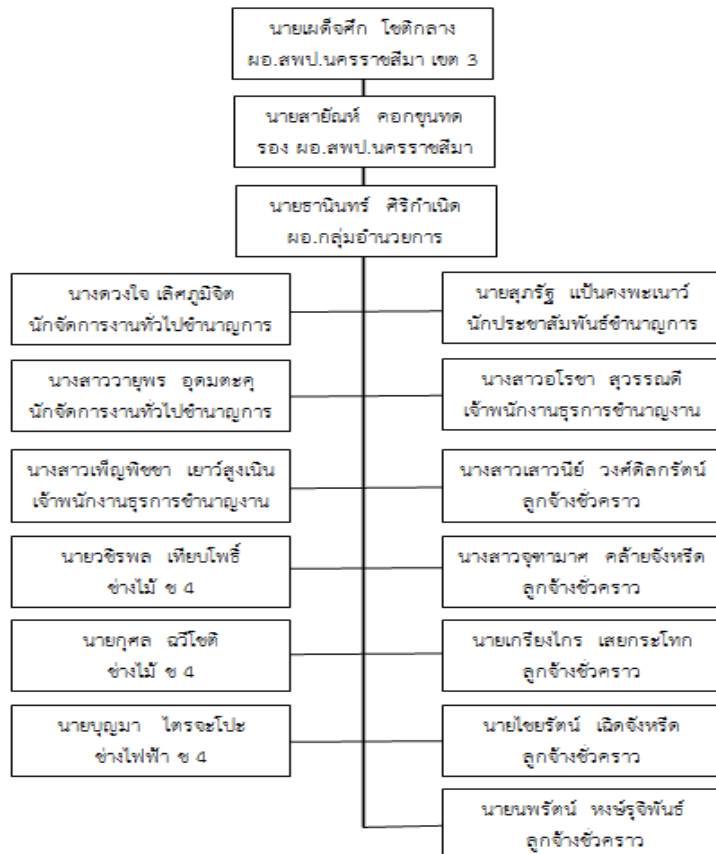 นายเผด็จศึก โชติกลาง
ผอ.สพป.นครราชสีมา เขต 3
นายสายัณห์ คอกขุนทด
รอง ผอ.สพป.นครราชสีมา
นายธานินทร์ ศิริกำเนิด
ผอ.กลุ่มอำนวยการ
นางดวงใจ เลิศภูมิจิต
นักจัดการงานทั่วไปชำนาญการ
นายสุภรัฐ แป้นคงพะเนาว์
นักประชาสัมพันธ์ชำนาญการ
นางสาววายุพร อุดมตะคุ
นักจัดการงานทั่วไปชำนาญการ
นางสาวอโรชา สุวรรณดี
เจ้าพนักงานธุรการชำนาญงาน
นางสาวเพ็ญพิชชา เยาว์สูงเนิน
เจ้าพนักงานธุรการชำนาญงาน
นางสาวเสาวนีย์ วงศ์ดิลกรัตน์
ลูกจ้างชั่วคราว
นายวชิรพล เทียบโพธิ์
ช่างไม้ ช 4
นางสาวจุฑามาศ คล้ายจังหรีด
ลูกจ้างชั่วคราว
นายกุศล ฉวีโชติ
ช่างไม้ ช 4
นายเกรียงไกร เสยกระโทก
ลูกจ้างชั่วคราว
นายบุญมา ไตรจะโปะ
ช่างไฟฟ้า ช 4
นายไชยรัตน์ เฉิดจังหรีด
ลูกจ้างชั่วคราว
นายนพรัตน์ หงษ์รุจิพันธ์
ลูกจ้างชั่วคราว